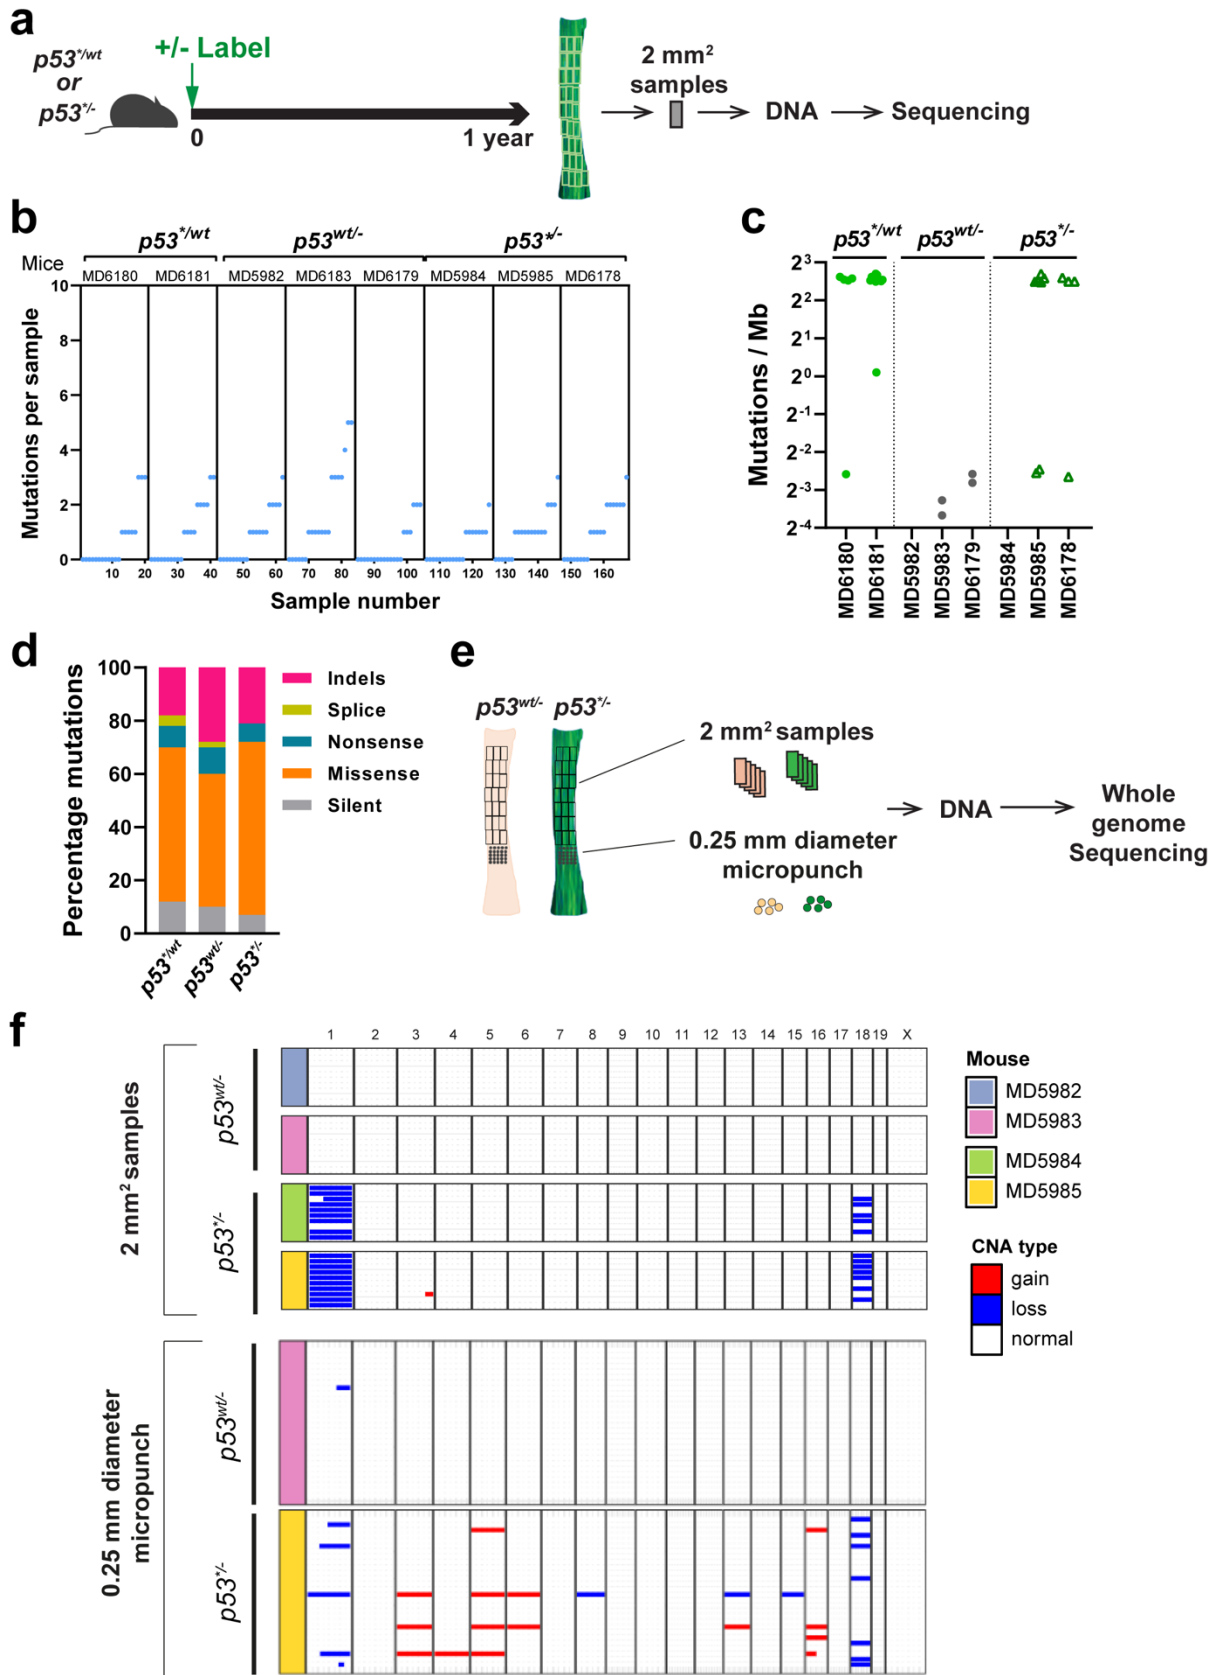 a
p53*/wt
or
p53*/-
+/- Label
0
1 year
2 mm²
samples
DNA
Sequencing
b
p53*/wt
p53wt/-
p53*/-
Mice
MD6180
MD6181
MD5982
MD6183
MD6179
MD5984
MD5985
MD6178
Mutations per sample
10
8
6
4
2
0
10
20
30
40
50
60
70
80
90
100
110
120
130
140
150
160
Sample number
c
p53*/wt
p53wt/-
p53*/-
Mutations / Mb
2³
2²
2⁰
2⁻¹
2⁻²
2⁻³
2⁻⁴
MD6180
MD6181
MD5982
MD5983
MD6179
MD5984
MD5985
MD6178
d
Percentage mutations
100
80
60
40
20
0
p53*/wt
p53wt/-
p53*/-
Indels
Splice
Nonsense
Missense
Silent
e
p53wt/-
p53*/-
2 mm² samples
0.25 mm diameter
micropunch
DNA
Whole
genome
Sequencing
f
1 2 3 4 5 6 7 8 9 10 11 12 13 14 15 16 17 18 19 X
2 mm² samples
p53wt/-
p53*/-
0.25 mm diameter
micropunch
p53wt/-
p53*/-
Mouse
MD5982
MD5983
MD5984
MD5985
CNA type
gain
loss
normal